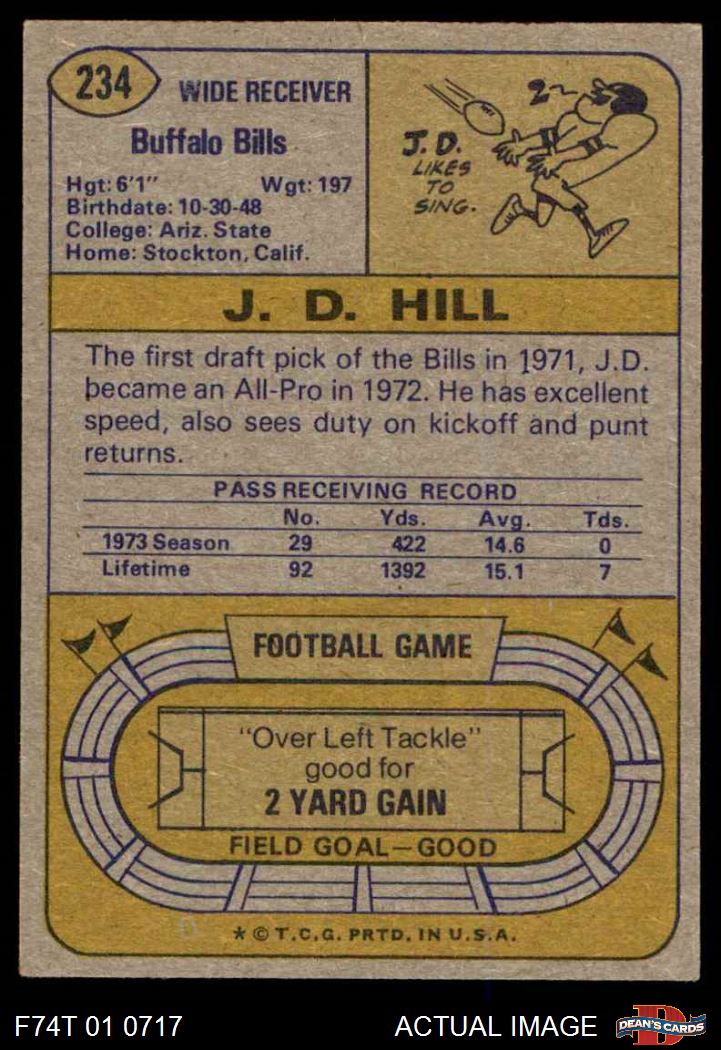 234
WIDE RECEIVER
Buffalo Bills
Hgt: 6'1" Wgt: 197
Birthdate: 10-30-48
College: Ariz. State
Home: Stockton, Calif.
J.D.
LIKES
TO
SING.
J. D. HILL
The first draft pick of the Bills in 1971, J.D.
became an All-Pro in 1972. He has excellent
speed, also sees duty on kickoff and punt
returns.
PASS RECEIVING RECORD
No. Yds. Avg. Tds.
1973 Season 29 422 14.6 0
Lifetime 92 1392 15.1 7
FOOTBALL GAME
"Over Left Tackle"
good for
2 YARD GAIN
FIELD GOAL—GOOD
* © T.C.G. PRTD. IN U.S.A.
F74T 01 0717 ACTUAL IMAGE
D
DEAN'S CARDS